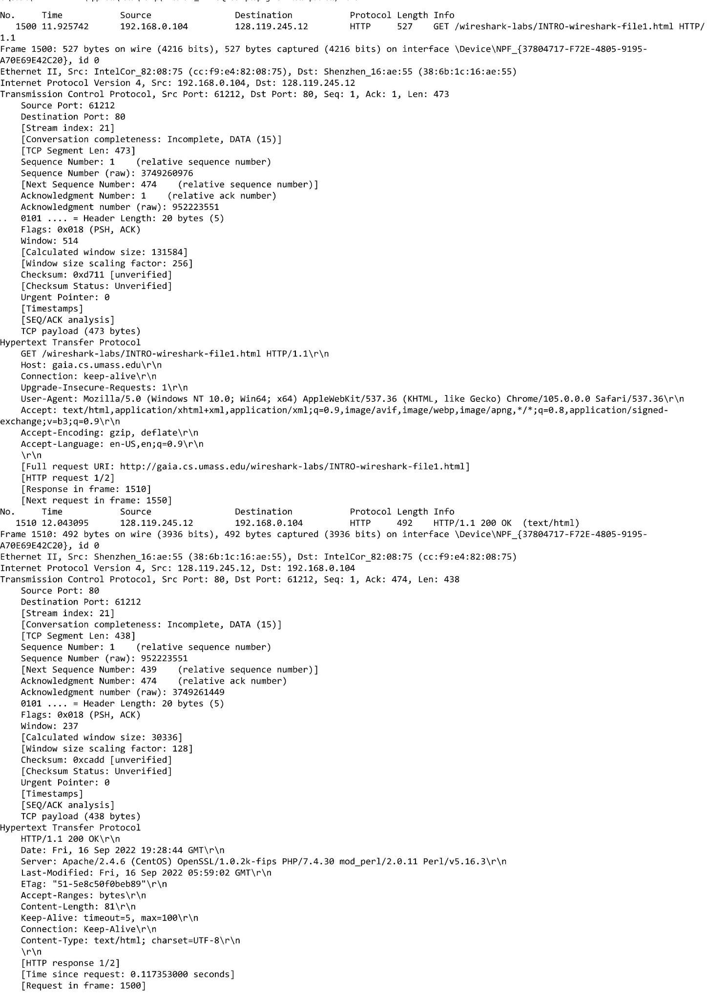 No.     Time           Source                Destination           Protocol Length Info
   1500 11.925742      192.168.0.104         128.119.245.12        HTTP     527    GET /wireshark-labs/INTRO-wireshark-file1.html HTTP/
1.1
Frame 1500: 527 bytes on wire (4216 bits), 527 bytes captured (4216 bits) on interface \Device\NPF_{37804717-F72E-4805-9195-
A70E69E42C20}, id 0
Ethernet II, Src: IntelCor_82:08:75 (cc:f9:e4:82:08:75), Dst: Shenzhen_16:ae:55 (38:6b:1c:16:ae:55)
Internet Protocol Version 4, Src: 192.168.0.104, Dst: 128.119.245.12
Transmission Control Protocol, Src Port: 61212, Dst Port: 80, Seq: 1, Ack: 1, Len: 473
    Source Port: 61212
    Destination Port: 80
    [Stream index: 21]
    [Conversation completeness: Incomplete, DATA (15)]
    [TCP Segment Len: 473]
    Sequence Number: 1    (relative sequence number)
    Sequence Number (raw): 3749260976
    [Next Sequence Number: 474    (relative sequence number)]
    Acknowledgment Number: 1    (relative ack number)
    Acknowledgment number (raw): 952223551
    0101 .... = Header Length: 20 bytes (5)
    Flags: 0x018 (PSH, ACK)
    Window: 514
    [Calculated window size: 131584]
    [Window size scaling factor: 256]
    Checksum: 0xd711 [unverified]
    [Checksum Status: Unverified]
    Urgent Pointer: 0
    [Timestamps]
    [SEQ/ACK analysis]
    TCP payload (473 bytes)
Hypertext Transfer Protocol
    GET /wireshark-labs/INTRO-wireshark-file1.html HTTP/1.1\r\n
    Host: gaia.cs.umass.edu\r\n
    Connection: keep-alive\r\n
    Upgrade-Insecure-Requests: 1\r\n
    User-Agent: Mozilla/5.0 (Windows NT 10.0; Win64; x64) AppleWebKit/537.36 (KHTML, like Gecko) Chrome/105.0.0.0 Safari/537.36\r\n
    Accept: text/html,application/xhtml+xml,application/xml;q=0.9,image/avif,image/webp,image/apng,*/*;q=0.8,application/signed-
exchange;v=b3;q=0.9\r\n
    Accept-Encoding: gzip, deflate\r\n
    Accept-Language: en-US,en;q=0.9\r\n
    \r\n
    [Full request URI: http://gaia.cs.umass.edu/wireshark-labs/INTRO-wireshark-file1.html]
    [HTTP request 1/2]
    [Response in frame: 1510]
    [Next request in frame: 1550]
No.     Time           Source                Destination           Protocol Length Info
   1510 12.043095      128.119.245.12        192.168.0.104         HTTP     492    HTTP/1.1 200 OK  (text/html)
Frame 1510: 492 bytes on wire (3936 bits), 492 bytes captured (3936 bits) on interface \Device\NPF_{37804717-F72E-4805-9195-
A70E69E42C20}, id 0
Ethernet II, Src: Shenzhen_16:ae:55 (38:6b:1c:16:ae:55), Dst: IntelCor_82:08:75 (cc:f9:e4:82:08:75)
Internet Protocol Version 4, Src: 128.119.245.12, Dst: 192.168.0.104
Transmission Control Protocol, Src Port: 80, Dst Port: 61212, Seq: 1, Ack: 474, Len: 438
    Source Port: 80
    Destination Port: 61212
    [Stream index: 21]
    [Conversation completeness: Incomplete, DATA (15)]
    [TCP Segment Len: 438]
    Sequence Number: 1    (relative sequence number)
    Sequence Number (raw): 952223551
    [Next Sequence Number: 439    (relative sequence number)]
    Acknowledgment Number: 474    (relative ack number)
    Acknowledgment number (raw): 3749261449
    0101 .... = Header Length: 20 bytes (5)
    Flags: 0x018 (PSH, ACK)
    Window: 237
    [Calculated window size: 30336]
    [Window size scaling factor: 128]
    Checksum: 0xcadd [unverified]
    [Checksum Status: Unverified]
    Urgent Pointer: 0
    [Timestamps]
    [SEQ/ACK analysis]
    TCP payload (438 bytes)
Hypertext Transfer Protocol
    HTTP/1.1 200 OK\r\n
    Date: Fri, 16 Sep 2022 19:28:44 GMT\r\n
    Server: Apache/2.4.6 (CentOS) OpenSSL/1.0.2k-fips PHP/7.4.30 mod_perl/2.0.11 Perl/v5.16.3\r\n
    Last-Modified: Fri, 16 Sep 2022 05:59:02 GMT\r\n
    ETag: "51-5e8c50f0beb89"\r\n
    Accept-Ranges: bytes\r\n
    Content-Length: 81\r\n
    Keep-Alive: timeout=5, max=100\r\n
    Connection: Keep-Alive\r\n
    Content-Type: text/html; charset=UTF-8\r\n
    \r\n
    [HTTP response 1/2]
    [Time since request: 0.117353000 seconds]
    [Request in frame: 1500]